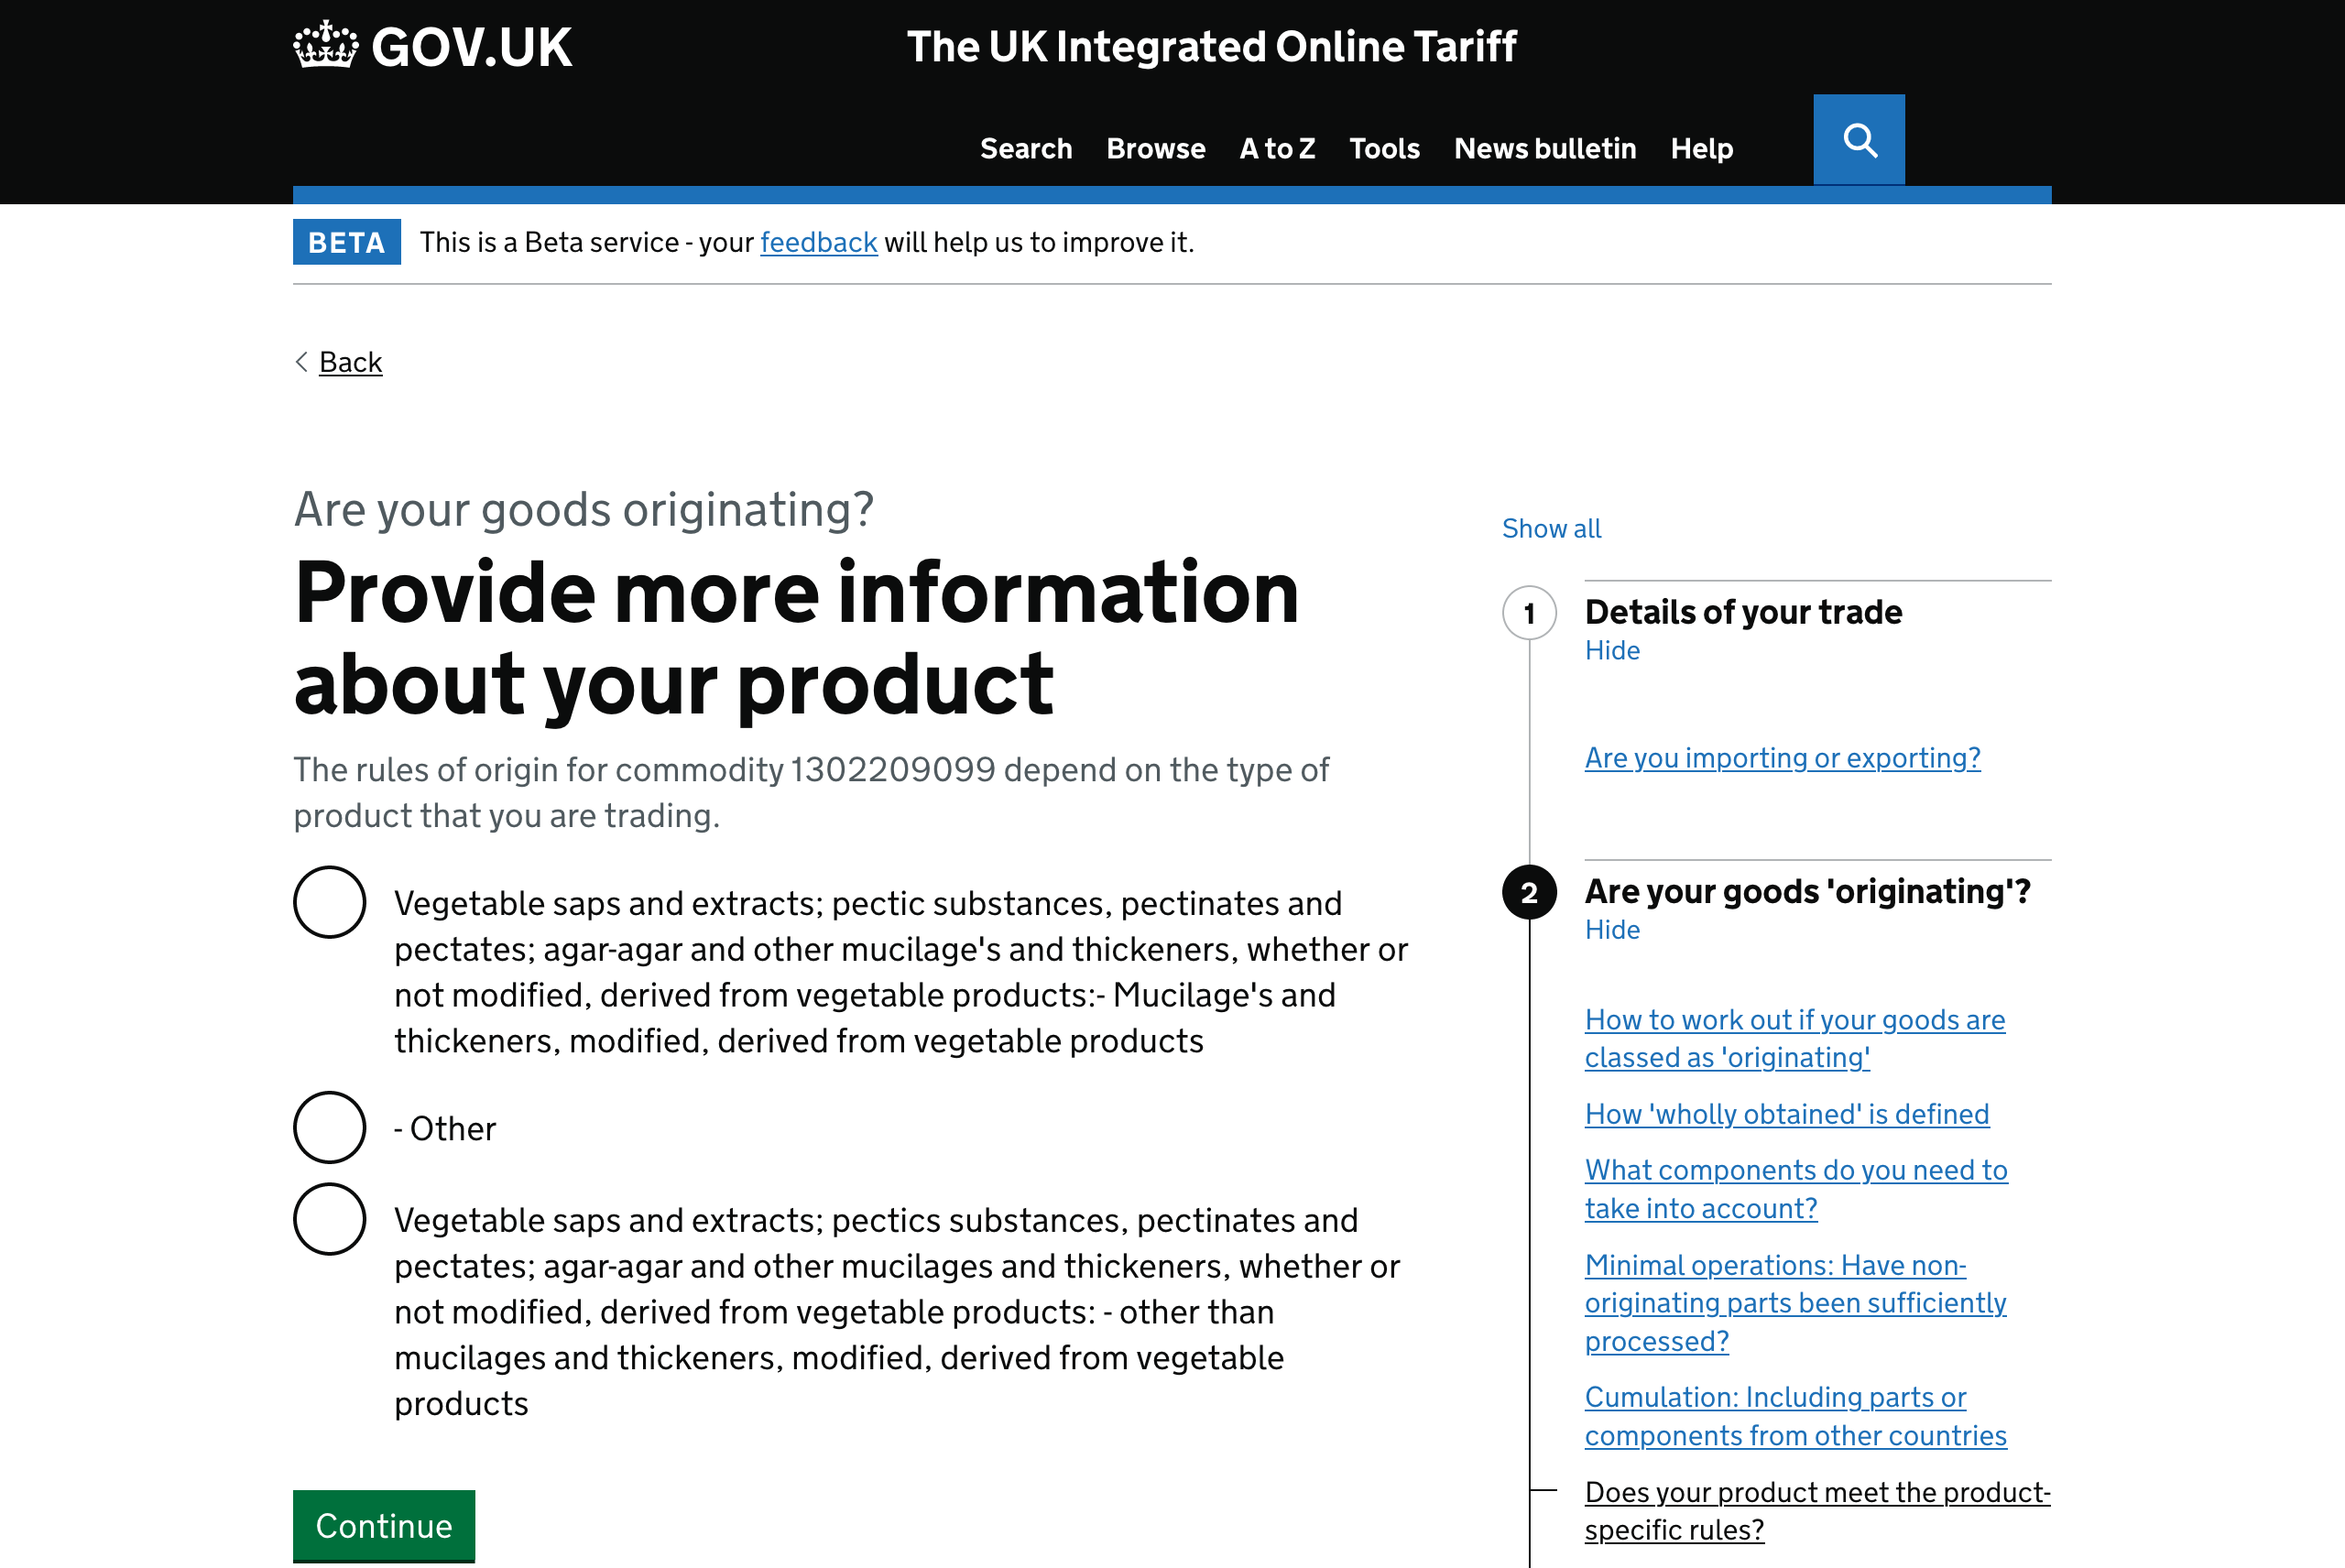 GOV.UK
The UK Integrated Online Tariff
Search Browse A to Z Tools News bulletin Help
BETA This is a Beta service - your feedback will help us to improve it.
Back
Are your goods originating?
Provide more information
about your product
The rules of origin for commodity 1302209099 depend on the type of
product that you are trading.
Vegetable saps and extracts; pectic substances, pectinates and
pectates; agar-agar and other mucilage's and thickeners, whether or
not modified, derived from vegetable products:- Mucilage's and
thickeners, modified, derived from vegetable products
- Other
Vegetable saps and extracts; pectics substances, pectinates and
pectates; agar-agar and other mucilages and thickeners, whether or
not modified, derived from vegetable products: - other than
mucilages and thickeners, modified, derived from vegetable
products
Continue
Show all
1 Details of your trade
Hide
Are you importing or exporting?
2 Are your goods 'originating'?
Hide
How to work out if your goods are
classed as 'originating'
How 'wholly obtained' is defined
What components do you need to
take into account?
Minimal operations: Have non-
originating parts been sufficiently
processed?
Cumulation: Including parts or
components from other countries
Does your product meet the product-
specific rules?